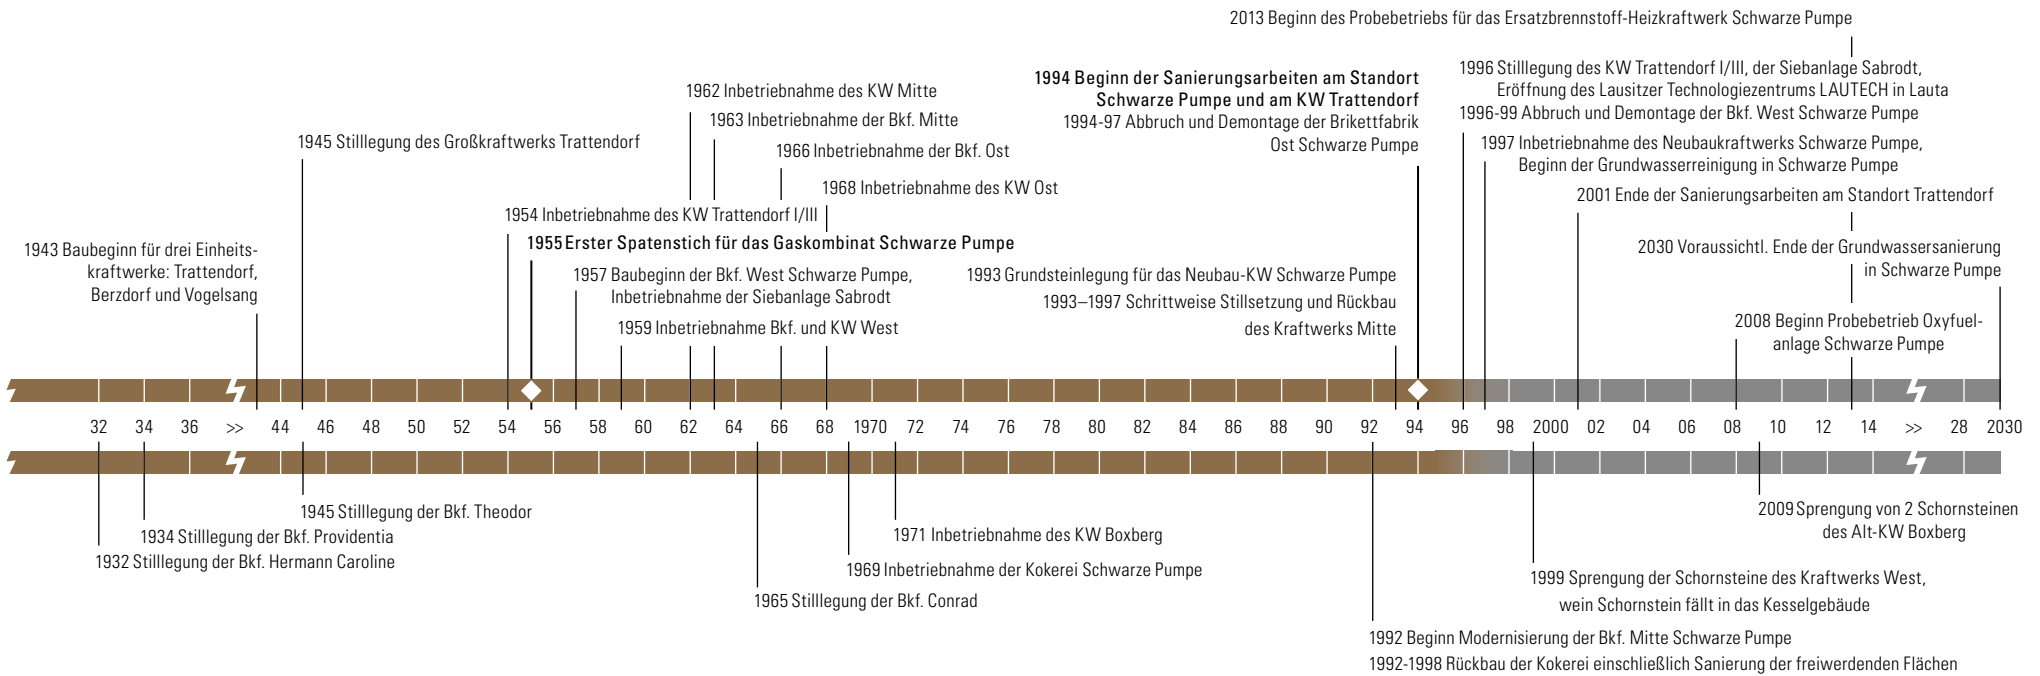 2013 Beginn des Probebetriebs für das Ersatzbrennstoff-Heizkraftwerk Schwarze Pumpe
1994 Beginn der Sanierungsarbeiten am Standort
Schwarze Pumpe und am KW Trattendorf
1994-97 Abbruch und Demontage der Brikettfabrik
Ost Schwarze Pumpe
1996 Stilllegung des KW Trattendorf I/III, der Siebanlage Sabrodt,
Eröffnung des Lausitzer Technologiezentrums LAUTECH in Lauta
1996-99 Abbruch und Demontage der Bkf. West Schwarze Pumpe
1997 Inbetriebnahme des Neubaukraftwerks Schwarze Pumpe,
Beginn der Grundwasserreinigung in Schwarze Pumpe
2001 Ende der Sanierungsarbeiten am Standort Trattendorf
2030 Voraussichtl. Ende der Grundwassersanierung
in Schwarze Pumpe
2008 Beginn Probebetrieb Oxyfuel-
anlage Schwarze Pumpe
1962 Inbetriebnahme des KW Mitte
1963 Inbetriebnahme der Bkf. Mitte
1966 Inbetriebnahme der Bkf. Ost
1968 Inbetriebnahme des KW Ost
1945 Stilllegung des Großkraftwerks Trattendorf
1954 Inbetriebnahme des KW Trattendorf I/III
1955 Erster Spatenstich für das Gaskombinat Schwarze Pumpe
1943 Baubeginn für drei Einheits-
kraftwerke: Trattendorf,
Berzdorf und Vogelsang
1957 Baubeginn der Bkf. West Schwarze Pumpe,
Inbetriebnahme der Siebanlage Sabrodt
1959 Inbetriebnahme Bkf. und KW West
1993 Grundsteinlegung für das Neubau-KW Schwarze Pumpe
1993–1997 Schrittweise Stillsetzung und Rückbau
des Kraftwerks Mitte
32 34 36 >> 44 46 48 50 52 54 56 58 60 62 64 66 68 1970 72 74 76 78 80 82 84 86 88 90 92 94 96 98 2000 02 04 06 08 10 12 14 >> 28 2030
1945 Stilllegung der Bkf. Theodor
1934 Stilllegung der Bkf. Providentia
1932 Stilllegung der Bkf. Hermann Caroline
1971 Inbetriebnahme des KW Boxberg
1969 Inbetriebnahme der Kokerei Schwarze Pumpe
1965 Stilllegung der Bkf. Conrad
2009 Sprengung von 2 Schornsteinen
des Alt-KW Boxberg
1999 Sprengung der Schornsteine des Kraftwerks West,
wein Schornstein fällt in das Kesselgebäude
1992 Beginn Modernisierung der Bkf. Mitte Schwarze Pumpe
1992-1998 Rückbau der Kokerei einschließlich Sanierung der freiwerdenden Flächen